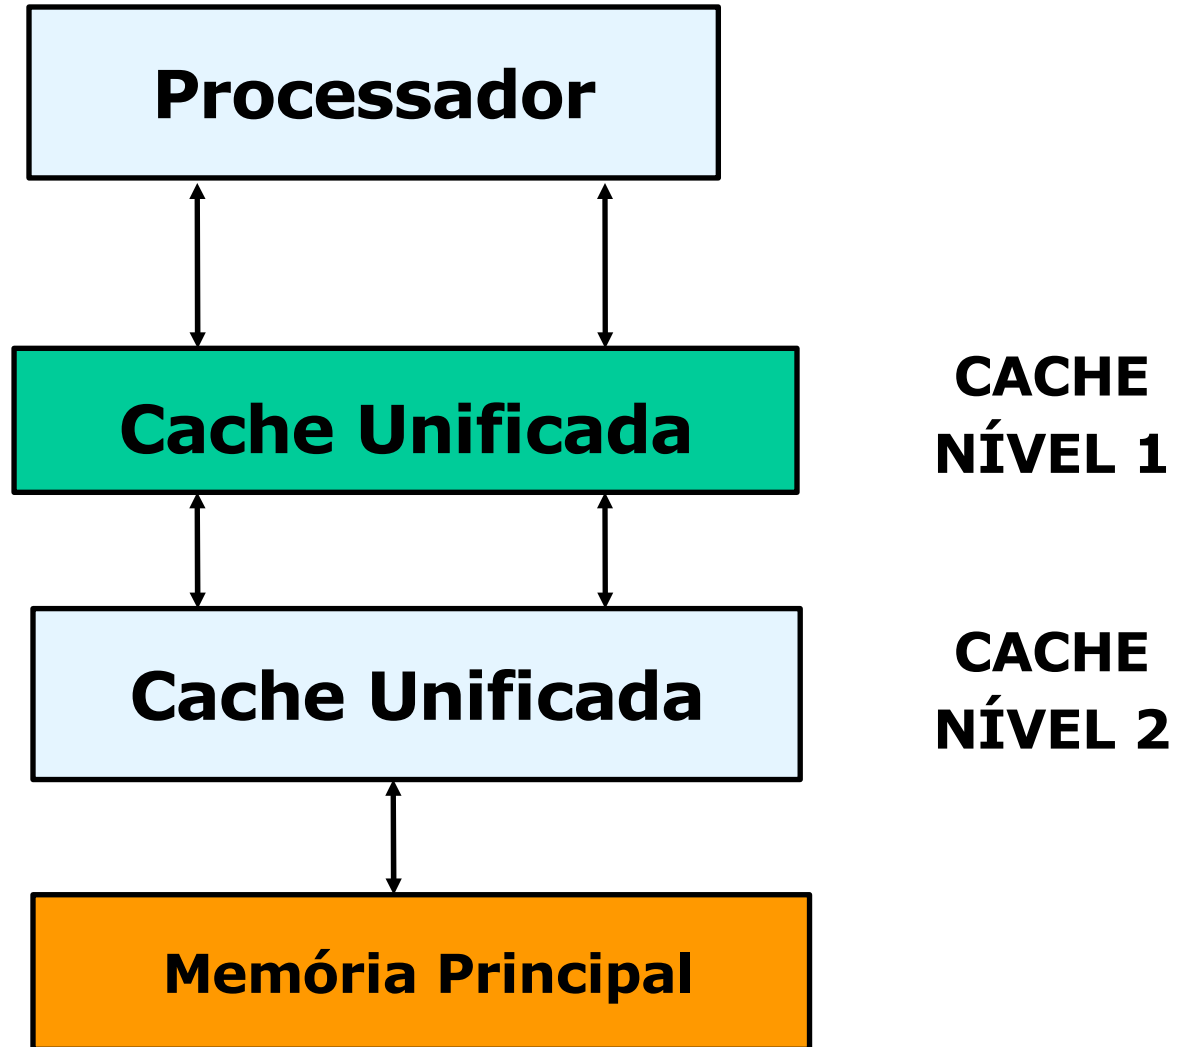 Processador
Cache Unificada
CACHE
NÍVEL 1
Cache Unificada
CACHE
NÍVEL 2
Memória Principal